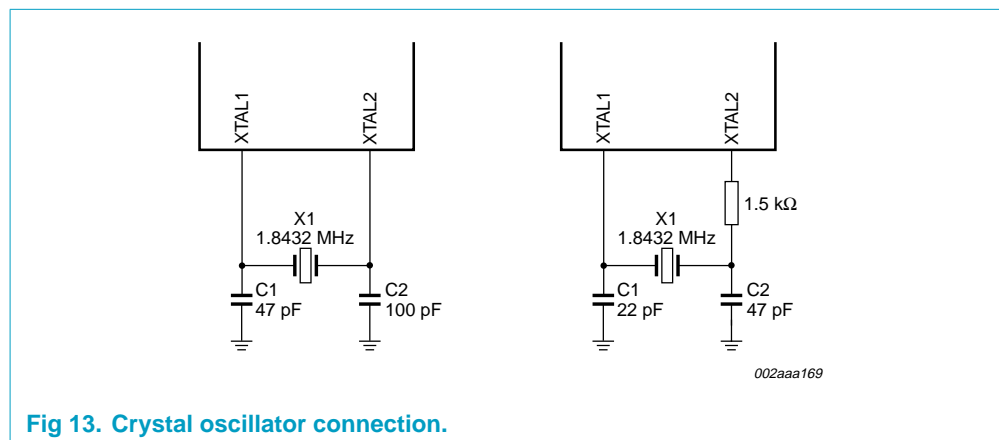 XTAL1
XTAL2
X1
1.8432 MHz
C1
47 pF
C2
100 pF
XTAL1
XTAL2
1.5 kΩ
X1
1.8432 MHz
C1
22 pF
C2
47 pF
002aaa169
Fig 13. Crystal oscillator connection.